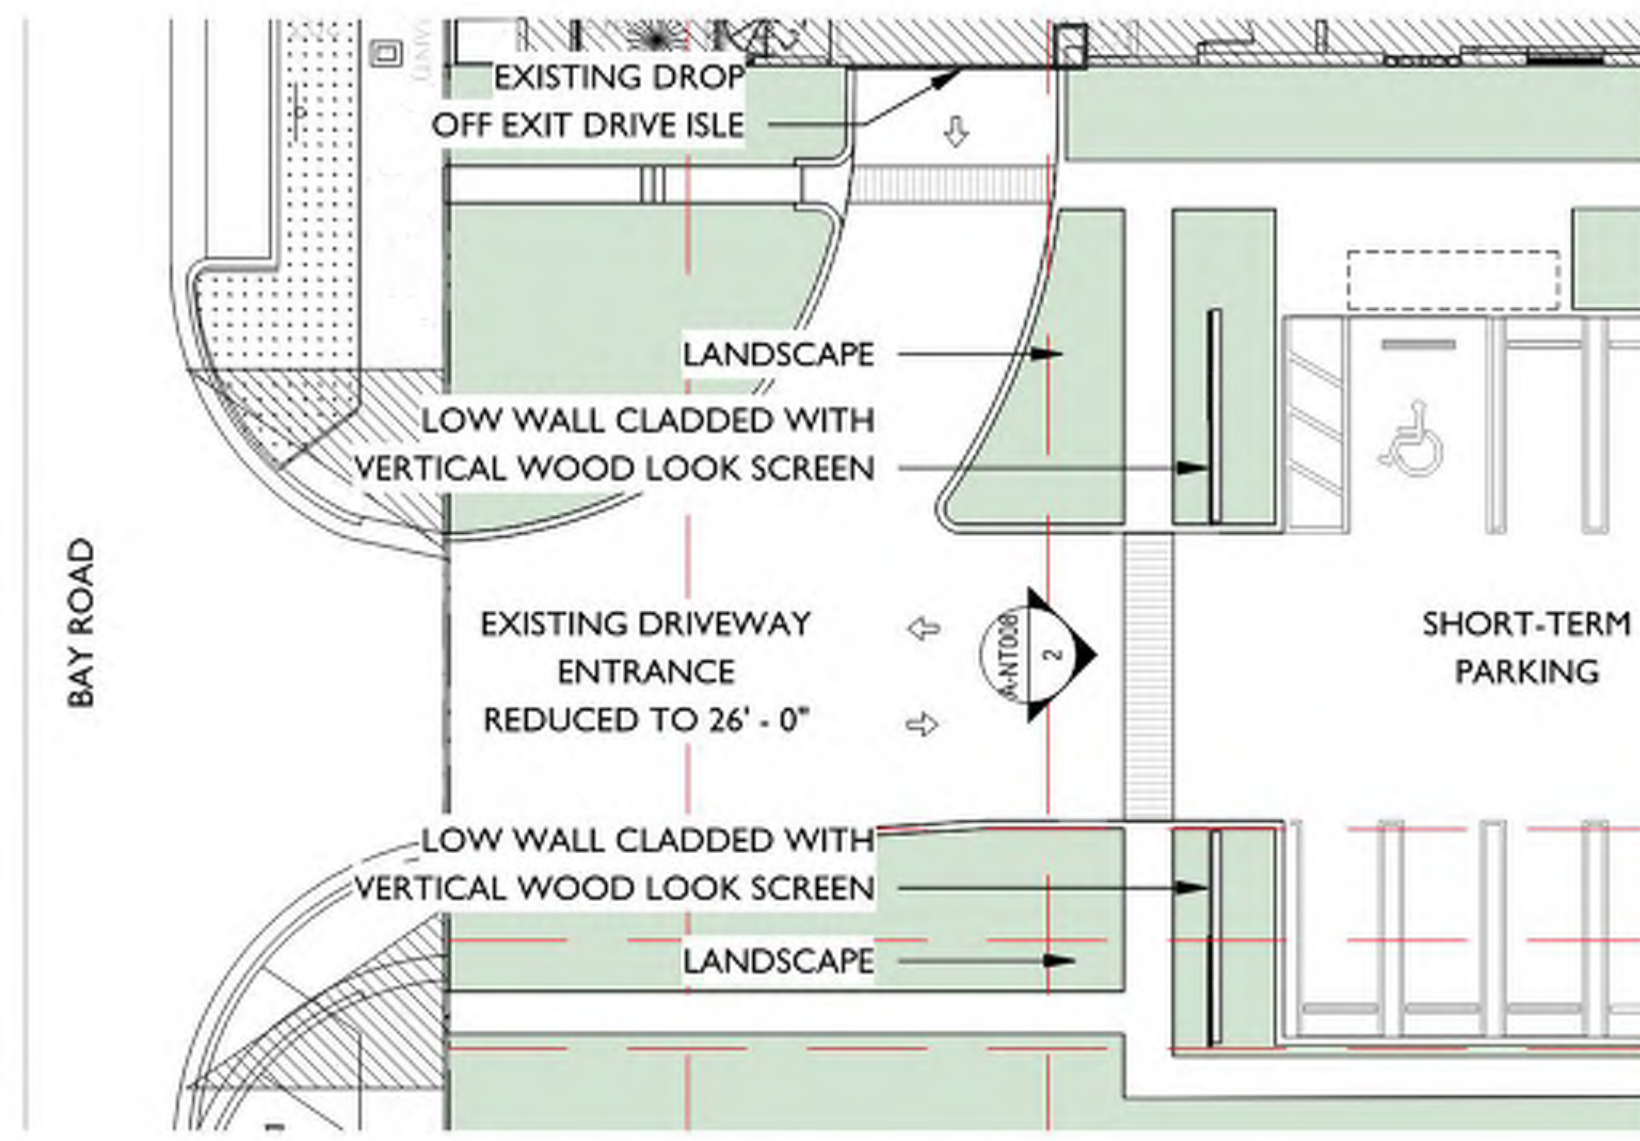 EXISTING DROP
OFF EXIT DRIVE ISLE
LANDSCAPE
LOW WALL CLADDED WITH
VERTICAL WOOD LOOK SCREEN
BAY ROAD
EXISTING DRIVEWAY
ENTRANCE
REDUCED TO 26' - 0"
A-NT008
2
SHORT-TERM
PARKING
LOW WALL CLADDED WITH
VERTICAL WOOD LOOK SCREEN
LANDSCAPE